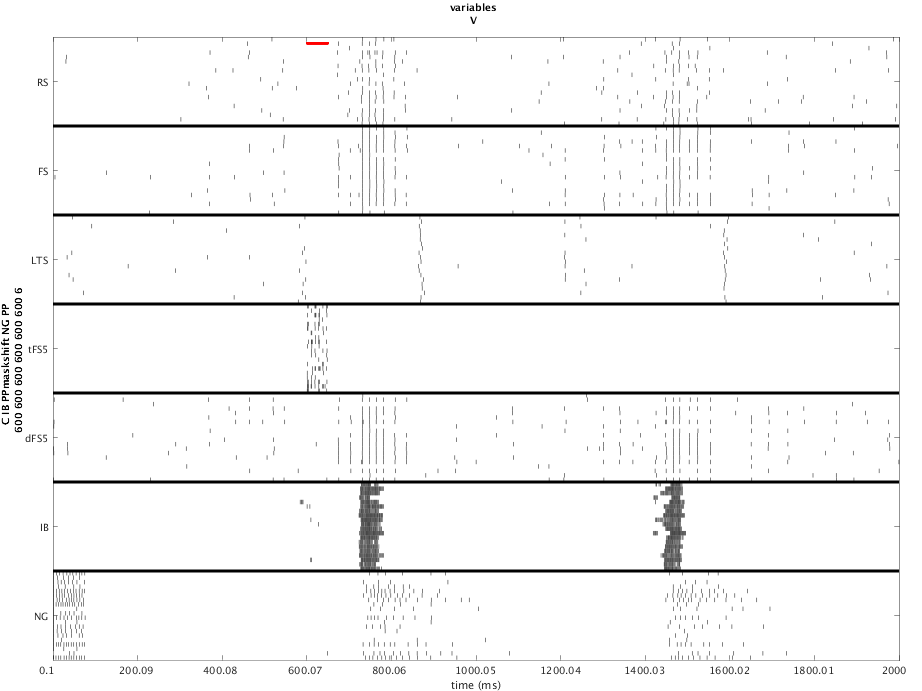 variables
V
RS
FS
LTS
tFS5
dFS5
IB
NG
C IB PPmaskshift NG PP
600 600 600 600 600 600 6
0.1 200.09 400.08 600.07 800.06 1000.05 1200.04 1400.03 1600.02 1800.01 2000
time (ms)